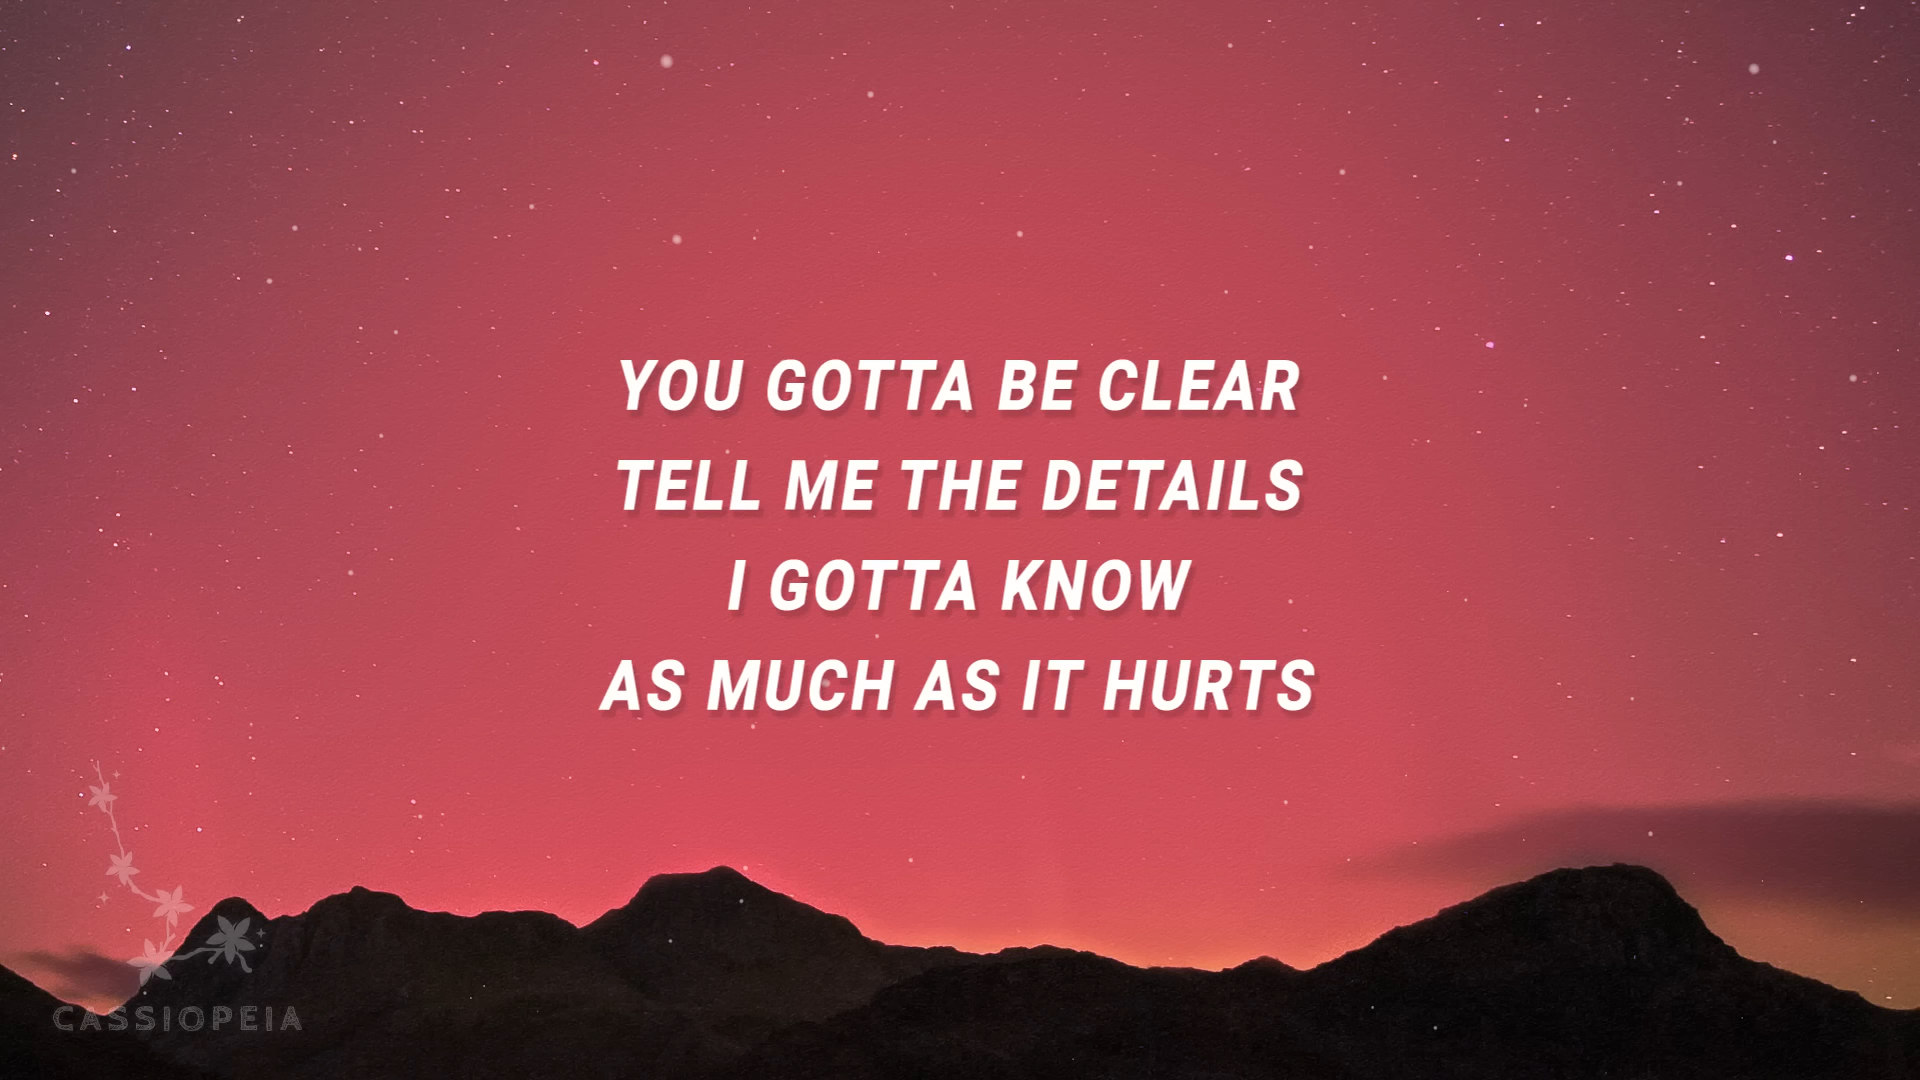 YOU GOTTA BE CLEAR
TELL ME THE DETAILS
I GOTTA KNOW
AS MUCH AS IT HURTS
CASSIOPEIA